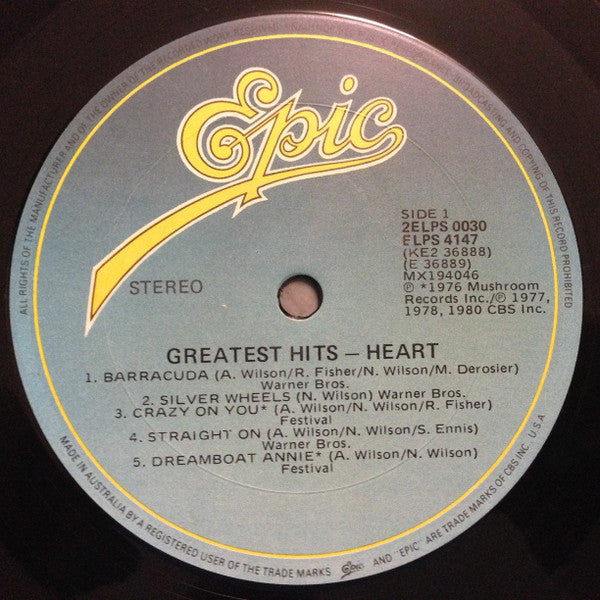 ALL RIGHTS OF THE MANUFACTURER AND OF THE OWNER OF THE RECORDED WORK
BROADCASTING AND COPYING OF THIS RECORD PROHIBITED
Epic
STEREO
SIDE 1
2ELPS 0030
ELPS 4147
(KE2 36888)
(E 36889)
MX194046
℗ *1976 Mushroom
Records Inc./℗ 1977,
1978, 1980 CBS Inc.
GREATEST HITS – HEART
1. BARRACUDA (A. Wilson/R. Fisher/N. Wilson/M. Derosier)
Warner Bros.
2. SILVER WHEELS (N. Wilson) Warner Bros.
3. CRAZY ON YOU* (A. Wilson/N. Wilson/R. Fisher)
Festival
4. STRAIGHT ON (A. Wilson/N. Wilson/S. Ennis)
Warner Bros.
5. DREAMBOAT ANNIE* (A. Wilson/N. Wilson)
Festival
MADE IN AUSTRALIA BY A REGISTERED USER OF THE TRADE MARKS Epic AND "EPIC" ARE TRADE MARKS OF CBS INC. U S A